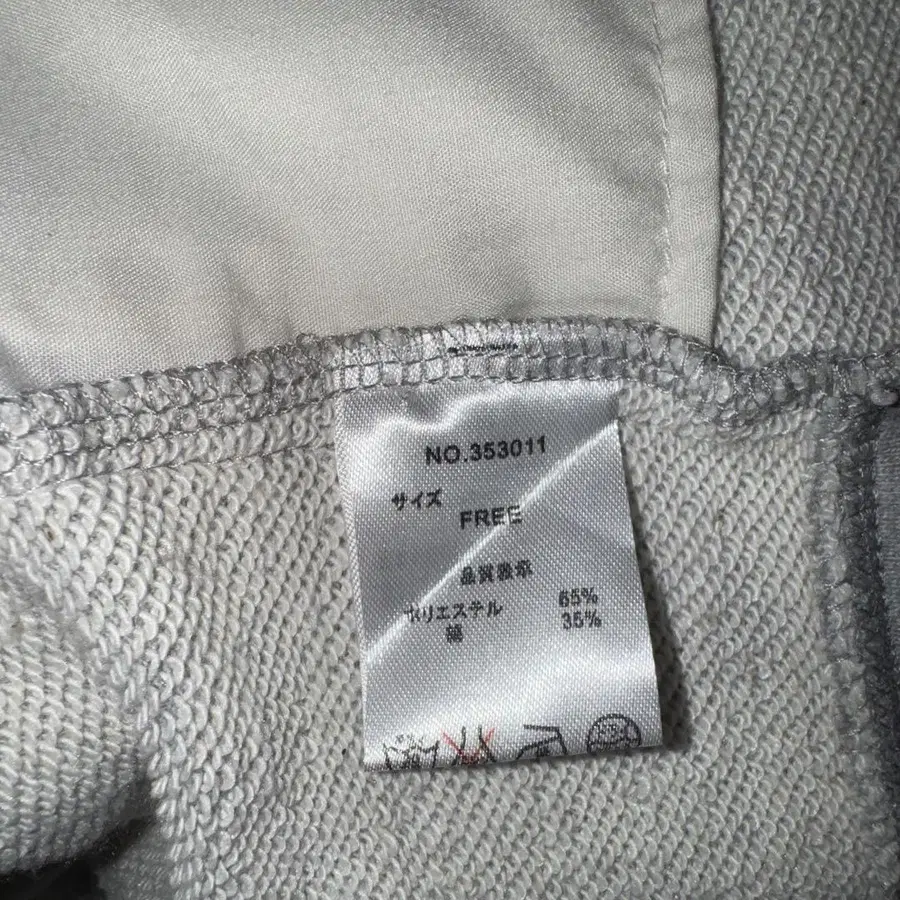 NO.353011
サイズ
FREE
品質表示
ポリエステル 65%
綿 35%